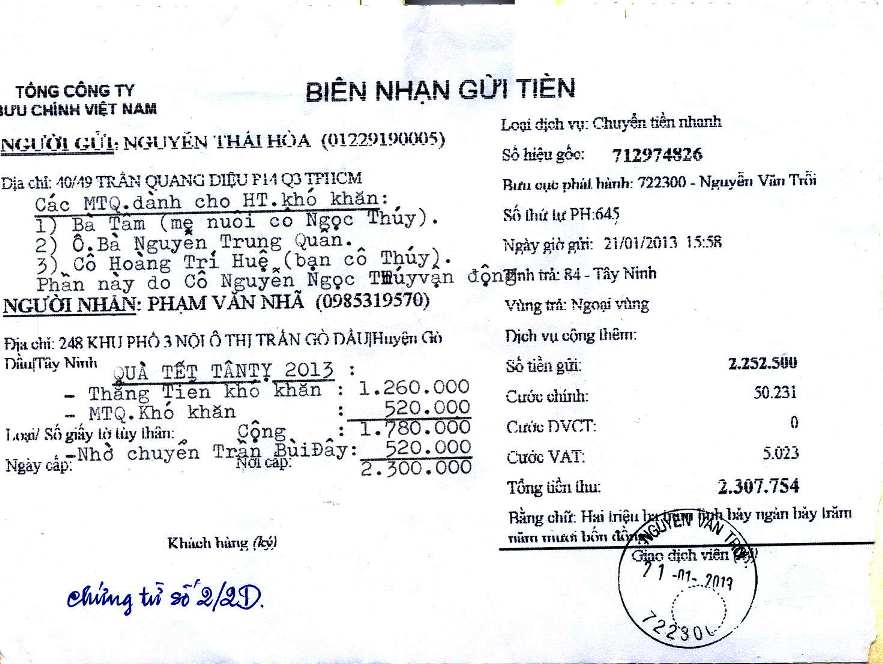 TỔNG CÔNG TY
BƯU CHÍNH VIỆT NAM
BIÊN NHẬN GỬI TIỀN
NGƯỜI GỬI: NGUYỄN THÁI HÒA (01229190005)
Địa chỉ: 40/49 TRẦN QUANG DIỆU P14 Q3 TPHCM
Các MTQ.dành cho HT.khó khăn:
1) Bà Tâm (mẹ nuôi cô Ngọc Thúy).
2) Ô.Bà Nguyễn Trung Quân.
3) Cô Hoàng Trí Huệ (bạn cô Thúy).
Phần này do Cô Nguyễn Ngọc Thúy vận động
NGƯỜI NHẬN: PHẠM VĂN NHÃ (0985319570)
Địa chỉ: 248 KHU PHỐ 3 NỘI Ô THỊ TRẤN GÒ DẦU|Huyện Gò
Dầu|Tây Ninh
QUÀ TẾT TÂNTỴ 2013 :
- Thăng Tiến khó khăn : 1.260.000
- MTQ.Khó khăn : 520.000
Loại/ Số giấy tờ tùy thân:
Cộng : 1.780.000
-Nhờ chuyển Trần BùiĐây: 520.000
Ngày cấp: Nơi cấp:
2.300.000
Khách hàng (ký)
chứng từ số 2/2D.
Loại dịch vụ: Chuyển tiền nhanh
Số hiệu gốc: 712974826
Bưu cục phát hành: 722300 - Nguyễn Văn Trỗi
Số thứ tự PH:645
Ngày giờ gửi: 21/01/2013 15:58
Tỉnh trả: 84 - Tây Ninh
Vùng trả: Ngoại vùng
Dịch vụ cộng thêm:
Số tiền gửi: 2.252.500
Cước chính: 50.231
Cước DVCT: 0
Cước VAT: 5.023
Tổng tiền thu: 2.307.754
Bằng chữ: Hai triệu ba trăm linh bảy ngàn bảy trăm
năm mươi bốn đồng
Giao dịch viên
NGUYỄN VĂN TRỖI
21-01-2013
72230